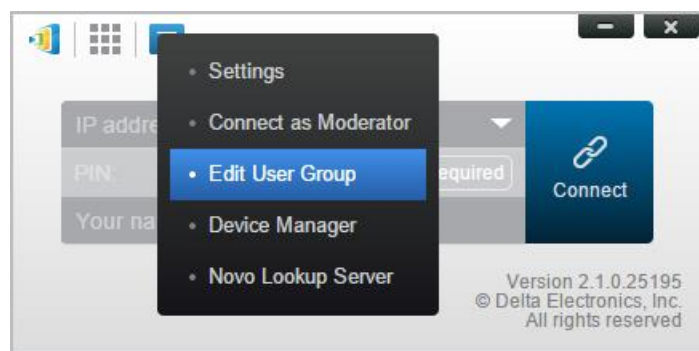 Settings
IP addre
Connect as Moderator
PIN:
Edit User Group
equired
Connect
Your na
Device Manager
Novo Lookup Server
Version 2.1.0.25195
© Delta Electronics, Inc.
All rights reserved